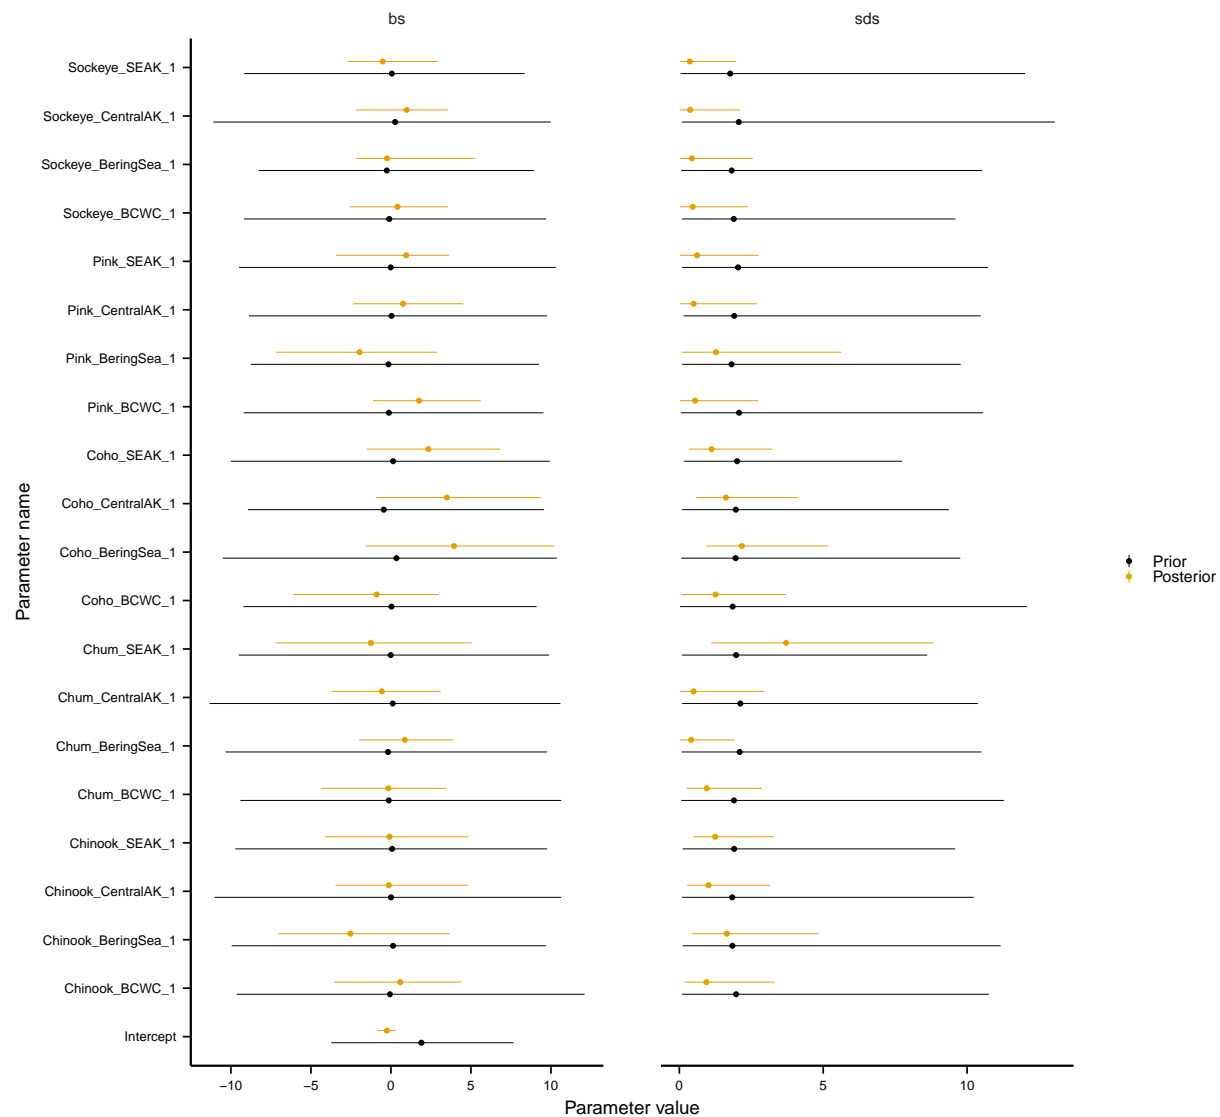 bs sds
Sockeye_SEAK_1
Sockeye_CentralAK_1
Sockeye_BeringSea_1
Sockeye_BCWC_1
Pink_SEAK_1
Pink_CentralAK_1
Pink_BeringSea_1
Pink_BCWC_1
Coho_SEAK_1
Coho_CentralAK_1
Coho_BeringSea_1
Coho_BCWC_1
Chum_SEAK_1
Chum_CentralAK_1
Chum_BeringSea_1
Chum_BCWC_1
Chinook_SEAK_1
Chinook_CentralAK_1
Chinook_BeringSea_1
Chinook_BCWC_1
Intercept
Parameter name
−10 −5 0 5 10 0 5 10
Parameter value
Prior
Posterior